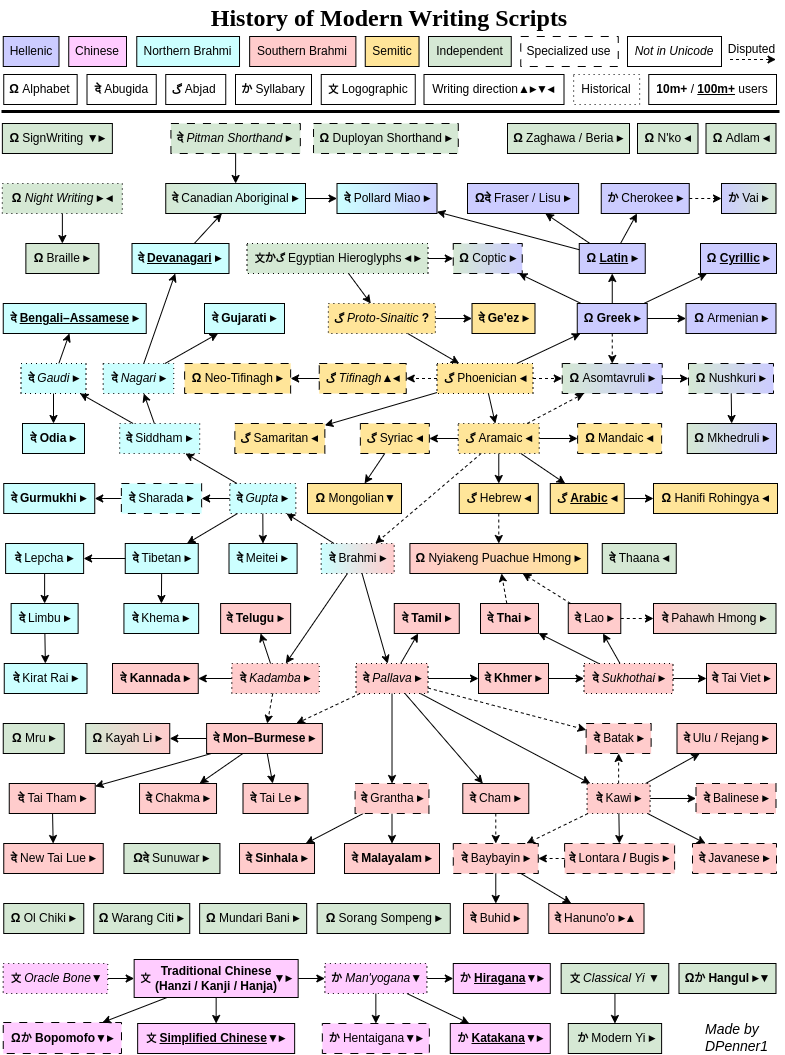 History of Modern Writing Scripts
Hellenic Chinese Northern Brahmi Southern Brahmi Semitic Independent Specialized use Not in Unicode Disputed
Ω Alphabet दे Abugida گ Abjad か Syllabary 文 Logographic Writing direction▲►▼◄ Historical 10m+ / 100m+ users
Ω SignWriting ▼► दे Pitman Shorthand ► Ω Duployan Shorthand ► Ω Zaghawa / Beria ► Ω N'ko ◄ Ω Adlam ◄
Ω Night Writing ►◄ दे Canadian Aboriginal ► दे Pollard Miao ► Ωदे Fraser / Lisu ► か Cherokee ► か Vai ►
Ω Braille ► दे Devanagari ► 文かگ Egyptian Hieroglyphs ◄► Ω Coptic ► Ω Latin ► Ω Cyrillic ►
दे Bengali–Assamese ► दे Gujarati ► گ Proto-Sinaitic ? दे Ge'ez ► Ω Greek ► Ω Armenian ►
दे Gaudi ► दे Nagari ► Ω Neo-Tifinagh ► گ Tifinagh▲◄ گ Phoenician ◄ Ω Asomtavruli ► Ω Nushkuri ►
दे Odia ► दे Siddham ► گ Samaritan ◄ گ Syriac ◄ گ Aramaic ◄ Ω Mandaic ◄ Ω Mkhedruli ►
दे Gurmukhi ► दे Sharada ► दे Gupta ► Ω Mongolian▼ گ Hebrew ◄ گ Arabic ◄ Ω Hanifi Rohingya ◄
दे Lepcha ► दे Tibetan ► दे Meitei ► दे Brahmi ► Ω Nyiakeng Puachue Hmong ► दे Thaana ◄
दे Limbu ► दे Khema ► दे Telugu ► दे Tamil ► दे Thai ► दे Lao ► दे Pahawh Hmong ►
दे Kirat Rai ► दे Kannada ► दे Kadamba ► दे Pallava ► दे Khmer ► दे Sukhothai ► दे Tai Viet ►
Ω Mru ► दे Kayah Li ► दे Mon–Burmese ► दे Batak ► दे Ulu / Rejang ►
दे Tai Tham ► दे Chakma ► दे Tai Le ► दे Grantha ► दे Cham ► दे Kawi ► दे Balinese ►
दे New Tai Lue ► Ωदे Sunuwar ► दे Sinhala ► दे Malayalam ► दे Baybayin ► दे Lontara / Bugis ► दे Javanese ►
Ω Ol Chiki ► Ω Warang Citi ► Ω Mundari Bani ► Ω Sorang Sompeng ► दे Buhid ► दे Hanuno'o ►▲
文 Oracle Bone▼ 文 Traditional Chinese ▼► か Man'yogana▼ か Hiragana▼► 文 Classical Yi ▼ Ωか Hangul ►▼
(Hanzi / Kanji / Hanja)
Ωか Bopomofo▼► 文 Simplified Chinese▼► か Hentaigana▼► か Katakana▼► か Modern Yi ►
Made by
DPenner1